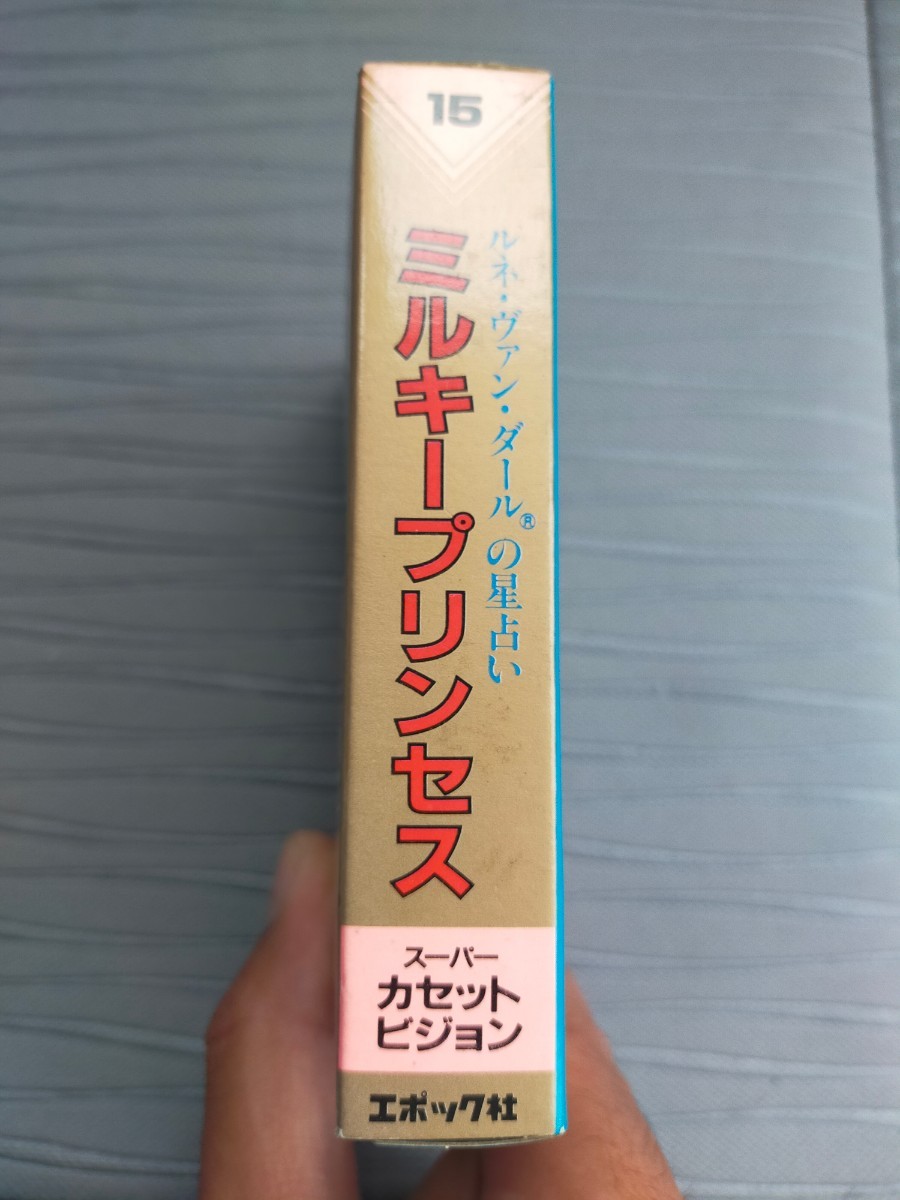 15
ルネ・ヴァン・ダール®の星占い
ミルキープリンセス
スーパー
カセット
ビジョン
エポック社